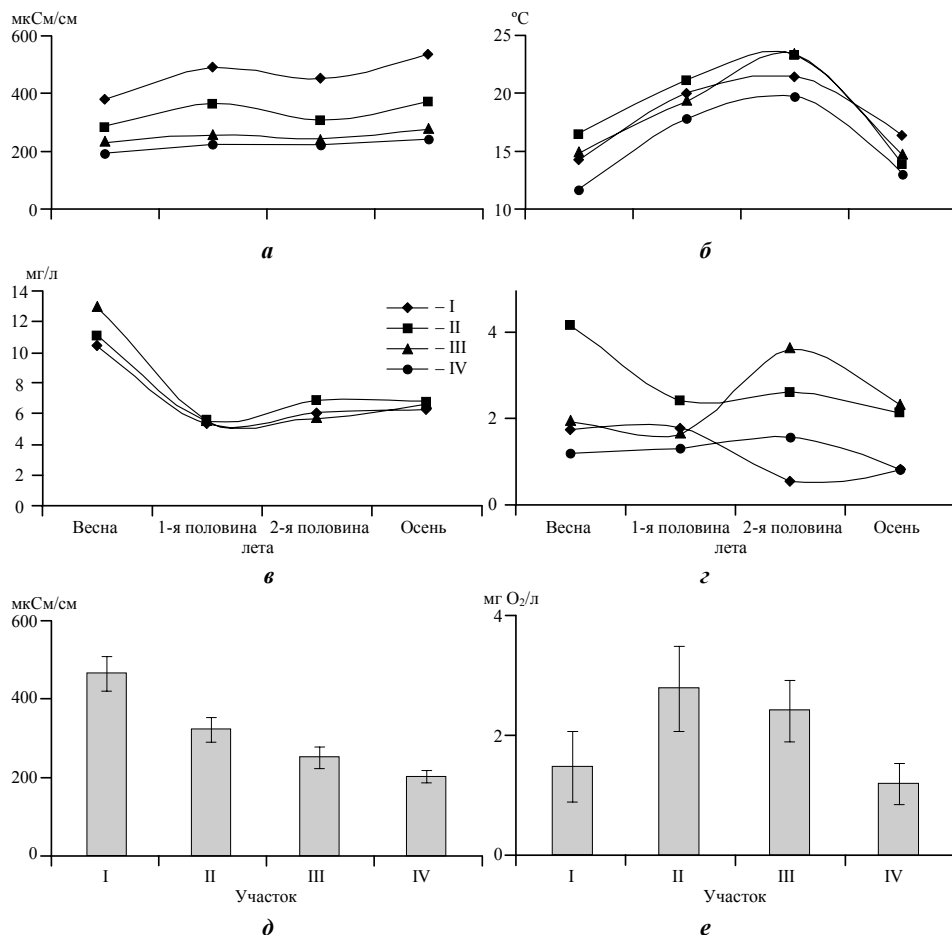 мкСм/см
600
400
200
0
а
ºC
25
20
15
10
б
мг/л
14
12
10
8
6
4
2
0
– I
– II
– III
– IV
Весна 1-я половина 2-я половина Осень
лета
в
4
2
0
Весна 1-я половина 2-я половина Осень
лета
г
мкСм/см
600
400
200
0
I II III IV
Участок
д
мг O₂/л
4
2
0
I II III IV
Участок
е